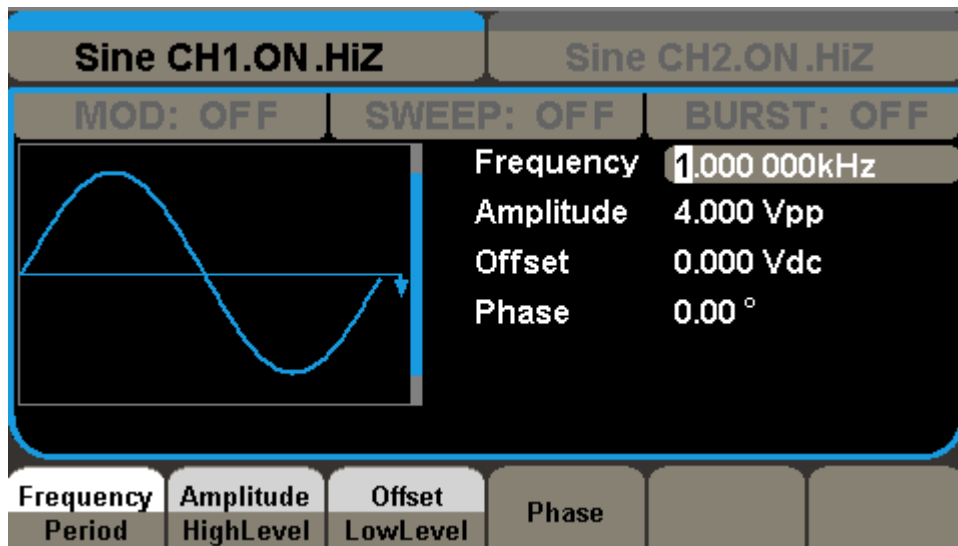 Sine CH1.ON.HiZ
Sine CH2.ON.HiZ
MOD: OFF
SWEEP: OFF
BURST: OFF
Frequency 1.000 000kHz
Amplitude 4.000 Vpp
Offset 0.000 Vdc
Phase 0.00 °
Frequency
Period
Amplitude
HighLevel
Offset
LowLevel
Phase